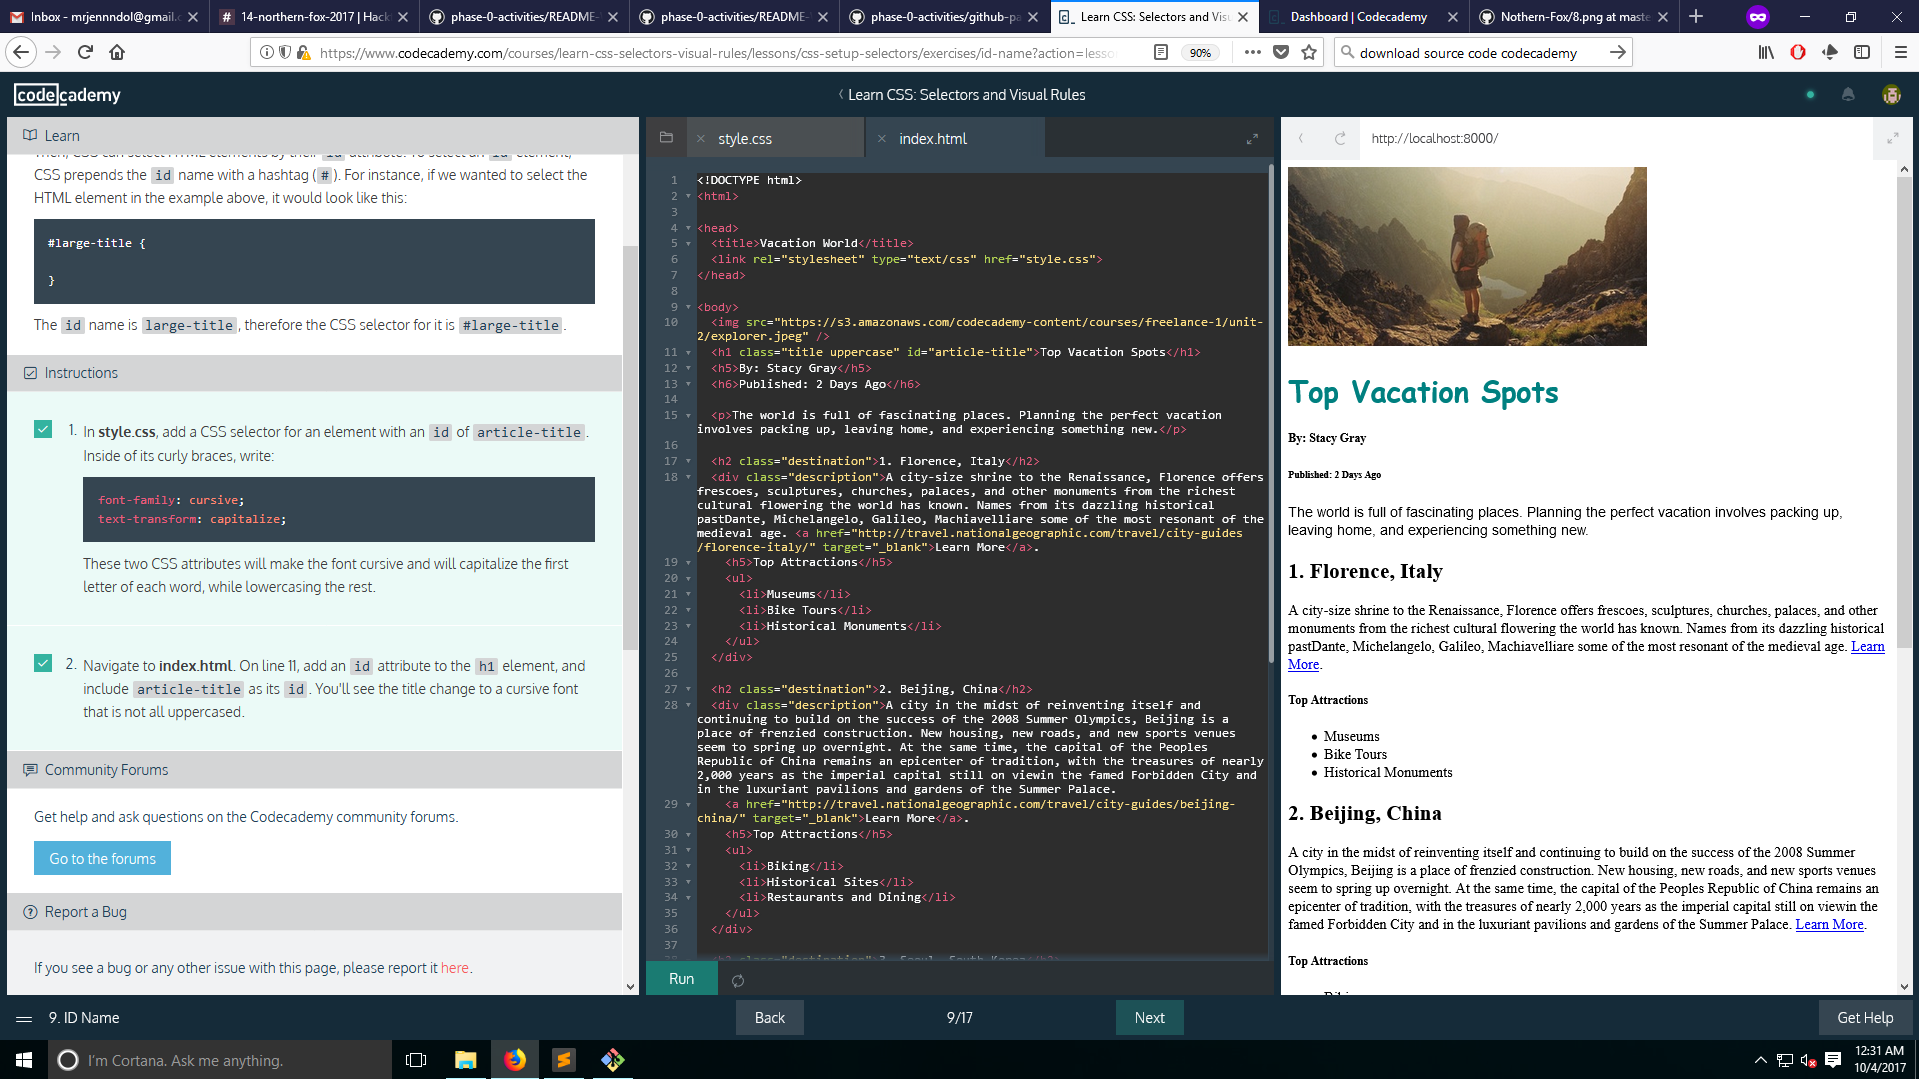 Inbox - mrjennndol@gmail.c
14-northern-fox-2017 | Hack
phase-0-activities/README-
phase-0-activities/README-
phase-0-activities/github-pa
Learn CSS: Selectors and Visu
Dashboard | Codecademy
Nothern-Fox/8.png at maste
https://www.codecademy.com/courses/learn-css-selectors-visual-rules/lessons/css-setup-selectors/exercises/id-name?action=lesso
90%
download source code codecademy
codecademy
Learn CSS: Selectors and Visual Rules
Learn
Then, CSS can select HTML elements by their id attribute. To select an id element,
CSS prepends the id name with a hashtag (#). For instance, if we wanted to select the
HTML element in the example above, it would look like this:
#large-title {
}
The id name is large-title, therefore the CSS selector for it is #large-title.
Instructions
1. In style.css, add a CSS selector for an element with an id of article-title.
Inside of its curly braces, write:
font-family: cursive;
text-transform: capitalize;
These two CSS attributes will make the font cursive and will capitalize the first
letter of each word, while lowercasing the rest.
2. Navigate to index.html. On line 11, add an id attribute to the h1 element, and
include article-title as its id. You'll see the title change to a cursive font
that is not all uppercased.
Community Forums
Get help and ask questions on the Codecademy community forums.
Go to the forums
Report a Bug
If you see a bug or any other issue with this page, please report it here.
style.css
index.html
1 <!DOCTYPE html>
2 <html>
3
4 <head>
5 <title>Vacation World</title>
6 <link rel="stylesheet" type="text/css" href="style.css">
7 </head>
8
9 <body>
10 <img src="https://s3.amazonaws.com/codecademy-content/courses/freelance-1/unit-
2/explorer.jpeg" />
11 <h1 class="title uppercase" id="article-title">Top Vacation Spots</h1>
12 <h5>By: Stacy Gray</h5>
13 <h6>Published: 2 Days Ago</h6>
14
15 <p>The world is full of fascinating places. Planning the perfect vacation
involves packing up, leaving home, and experiencing something new.</p>
16
17 <h2 class="destination">1. Florence, Italy</h2>
18 <div class="description">A city-size shrine to the Renaissance, Florence offers
frescoes, sculptures, churches, palaces, and other monuments from the richest
cultural flowering the world has known. Names from its dazzling historical
pastDante, Michelangelo, Galileo, Machiavelliare some of the most resonant of the
medieval age. <a href="http://travel.nationalgeographic.com/travel/city-guides
/florence-italy/" target="_blank">Learn More</a>.
19 <h5>Top Attractions</h5>
20 <ul>
21 <li>Museums</li>
22 <li>Bike Tours</li>
23 <li>Historical Monuments</li>
24 </ul>
25 </div>
26
27 <h2 class="destination">2. Beijing, China</h2>
28 <div class="description">A city in the midst of reinventing itself and
continuing to build on the success of the 2008 Summer Olympics, Beijing is a
place of frenzied construction. New housing, new roads, and new sports venues
seem to spring up overnight. At the same time, the capital of the Peoples
Republic of China remains an epicenter of tradition, with the treasures of nearly
2,000 years as the imperial capital still on viewin the famed Forbidden City and
in the luxuriant pavilions and gardens of the Summer Palace.
29 <a href="http://travel.nationalgeographic.com/travel/city-guides/beijing-
china/" target="_blank">Learn More</a>.
30 <h5>Top Attractions</h5>
31 <ul>
32 <li>Biking</li>
33 <li>Historical Sites</li>
34 <li>Restaurants and Dining</li>
35 </ul>
36 </div>
37
38 <h2 class="destination">3. Seoul, South Korea</h2>
Run
http://localhost:8000/
Top Vacation Spots
By: Stacy Gray
Published: 2 Days Ago
The world is full of fascinating places. Planning the perfect vacation involves packing up,
leaving home, and experiencing something new.
1. Florence, Italy
A city-size shrine to the Renaissance, Florence offers frescoes, sculptures, churches, palaces, and other
monuments from the richest cultural flowering the world has known. Names from its dazzling historical
pastDante, Michelangelo, Galileo, Machiavelliare some of the most resonant of the medieval age. Learn
More.
Top Attractions
Museums
Bike Tours
Historical Monuments
2. Beijing, China
A city in the midst of reinventing itself and continuing to build on the success of the 2008 Summer
Olympics, Beijing is a place of frenzied construction. New housing, new roads, and new sports venues
seem to spring up overnight. At the same time, the capital of the Peoples Republic of China remains an
epicenter of tradition, with the treasures of nearly 2,000 years as the imperial capital still on viewin the
famed Forbidden City and in the luxuriant pavilions and gardens of the Summer Palace. Learn More.
Top Attractions
Biking
9. ID Name
Back
9/17
Next
Get Help
I'm Cortana. Ask me anything.
12:31 AM
10/4/2017